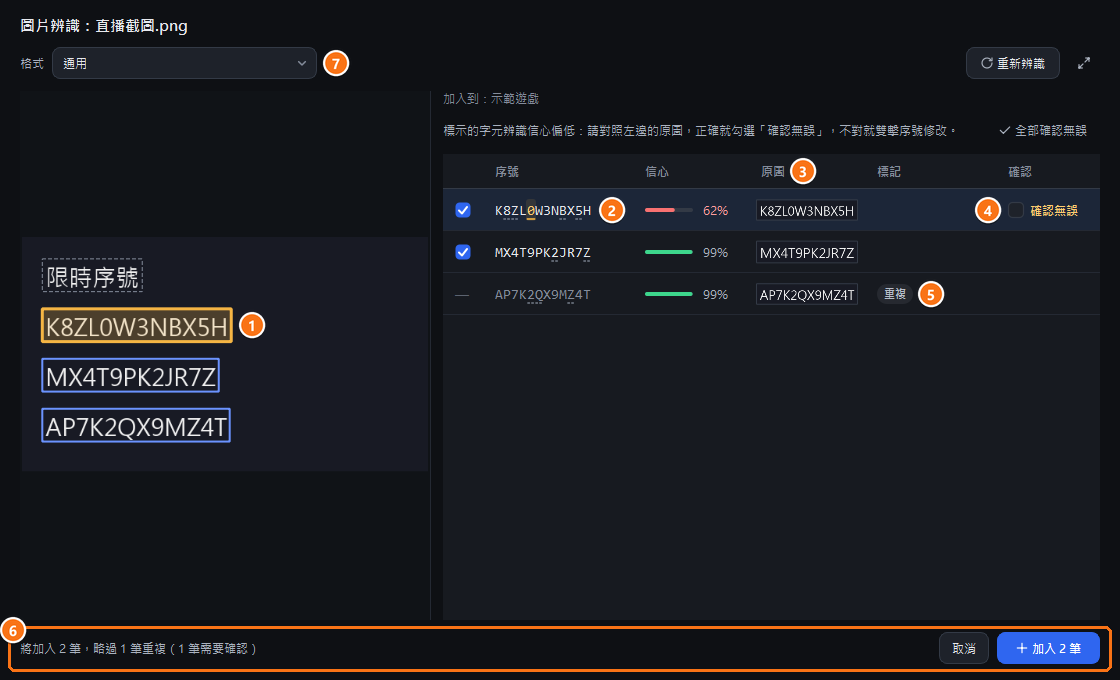 圖片辨識：直播截圖.png
格式 通用 7 重新辨識
加入到：示範遊戲
標示的字元辨識信心偏低：請對照左邊的原圖，正確就勾選「確認無誤」，不對就雙擊序號修改。 全部確認無誤
序號 信心 原圖 3 標記 確認
K8ZL0W3NBX5H 2 62% K8ZL0W3NBX5H 4 確認無誤
MX4T9PK2JR7Z 99% MX4T9PK2JR7Z
— AP7K2QX9MZ4T 99% AP7K2QX9MZ4T 重複 5
限時序號
K8ZL0W3NBX5H 1
MX4T9PK2JR7Z
AP7K2QX9MZ4T
6
將加入 2 筆，略過 1 筆重複（1 筆需要確認） 取消 + 加入 2 筆